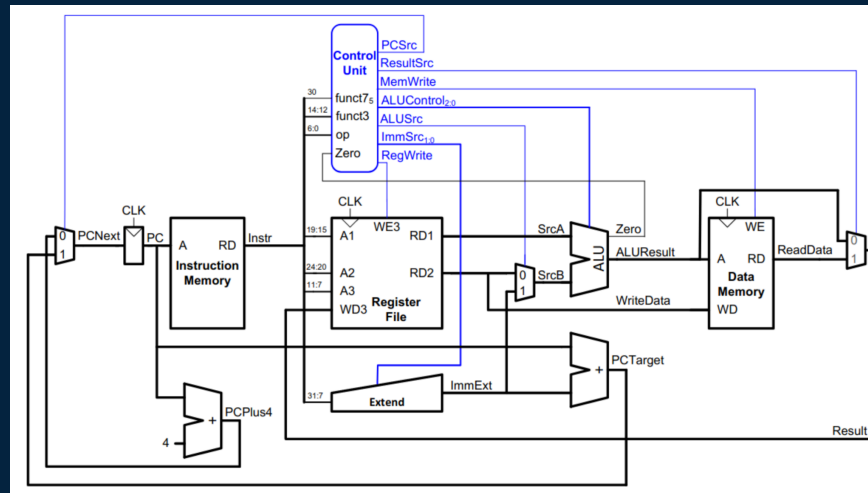 Control
Unit
PCSrc
ResultSrc
MemWrite
ALUControl2:0
ALUSrc
ImmSrc1:0
RegWrite
30
funct75
14:12
funct3
6:0
op
Zero
CLK
0
1
PCNext
PC
A RD
Instruction
Memory
Instr
CLK
WE3
19:15
A1
RD1
24:20
A2
RD2
11:7
A3
WD3
Register
File
SrcA
0
1
SrcB
ALU
Zero
ALUResult
WriteData
CLK
WE
A RD
Data
Memory
WD
ReadData
0
1
31:7
Extend
ImmExt
+
PCTarget
4
+
PCPlus4
Result